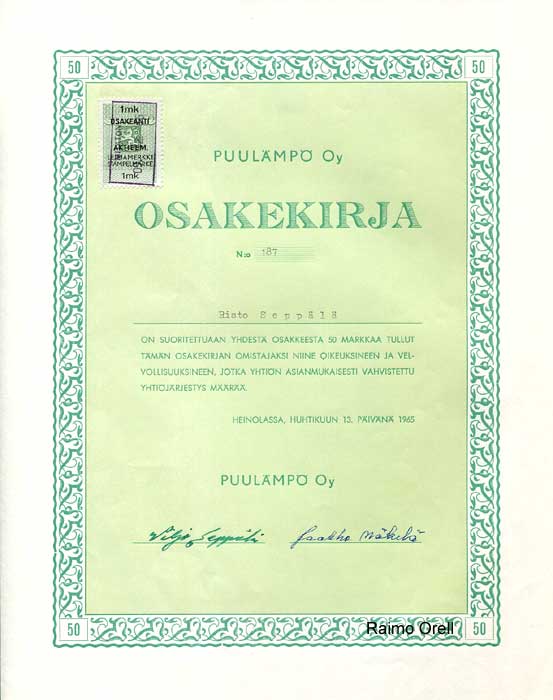 50 50
1mk
OSAKEANTI
AKTIEEM.
LEIMAMERKKI
STÄMPELMÄRKE
1mk
PUULÄMPÖ Oy
OSAKEKIRJA
N:o 187
Risto Seppälä
ON SUORITETTUAAN YHDESTÄ OSAKKEESTA 50 MARKKAA TULLUT
TÄMÄN OSAKEKIRJAN OMISTAJAKSI NIINE OIKEUKSINEEN JA VEL-
VOLLISUUKSINEEN, JOTKA YHTIÖN ASIANMUKAISESTI VAHVISTETTU
YHTIÖJÄRJESTYS MÄÄRÄÄ.
HEINOLASSA, HUHTIKUUN 13. PÄIVÄNÄ 1965
PUULÄMPÖ Oy
Viljo Seppälä Jaakko Mäkelä
Raimo Orell
50 50